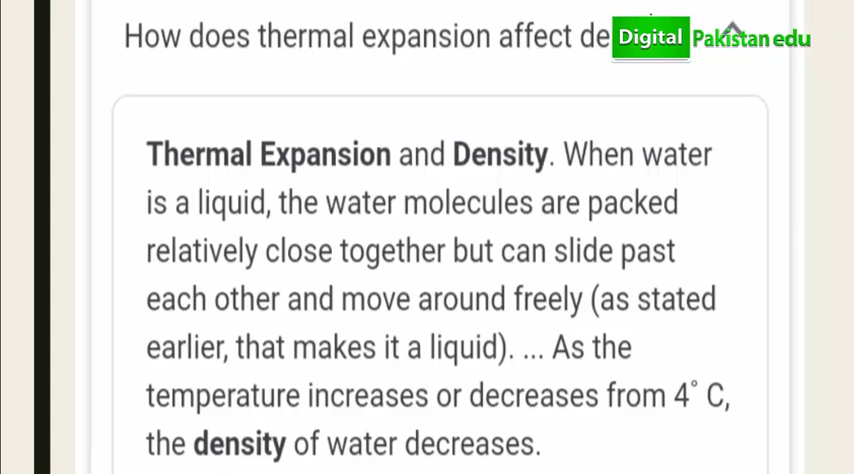 How does thermal expansion affect de
Digital Pakistan edu
Thermal Expansion and Density. When water
is a liquid, the water molecules are packed
relatively close together but can slide past
each other and move around freely (as stated
earlier, that makes it a liquid). ... As the
temperature increases or decreases from 4° C,
the density of water decreases.